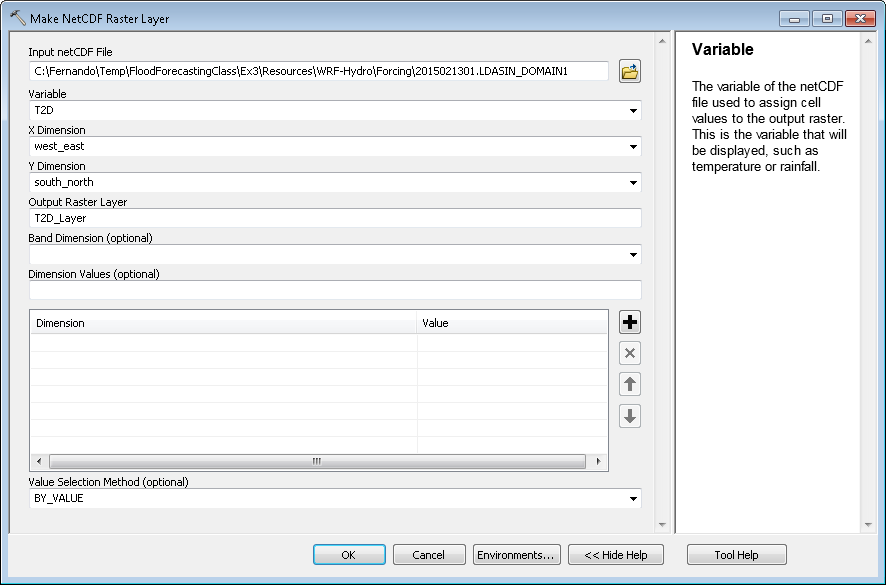 Make NetCDF Raster Layer
Input netCDF File
C:\Fernando\Temp\FloodForecastingClass\Ex3\Resources\WRF-Hydro\Forcing\2015021301.LDASIN_DOMAIN1
Variable
T2D
X Dimension
west_east
Y Dimension
south_north
Output Raster Layer
T2D_Layer
Band Dimension (optional)
Dimension Values (optional)
Dimension Value
Value Selection Method (optional)
BY_VALUE
OK Cancel Environments... << Hide Help
Variable
The variable of the netCDF
file used to assign cell
values to the output raster.
This is the variable that will
be displayed, such as
temperature or rainfall.
Tool Help